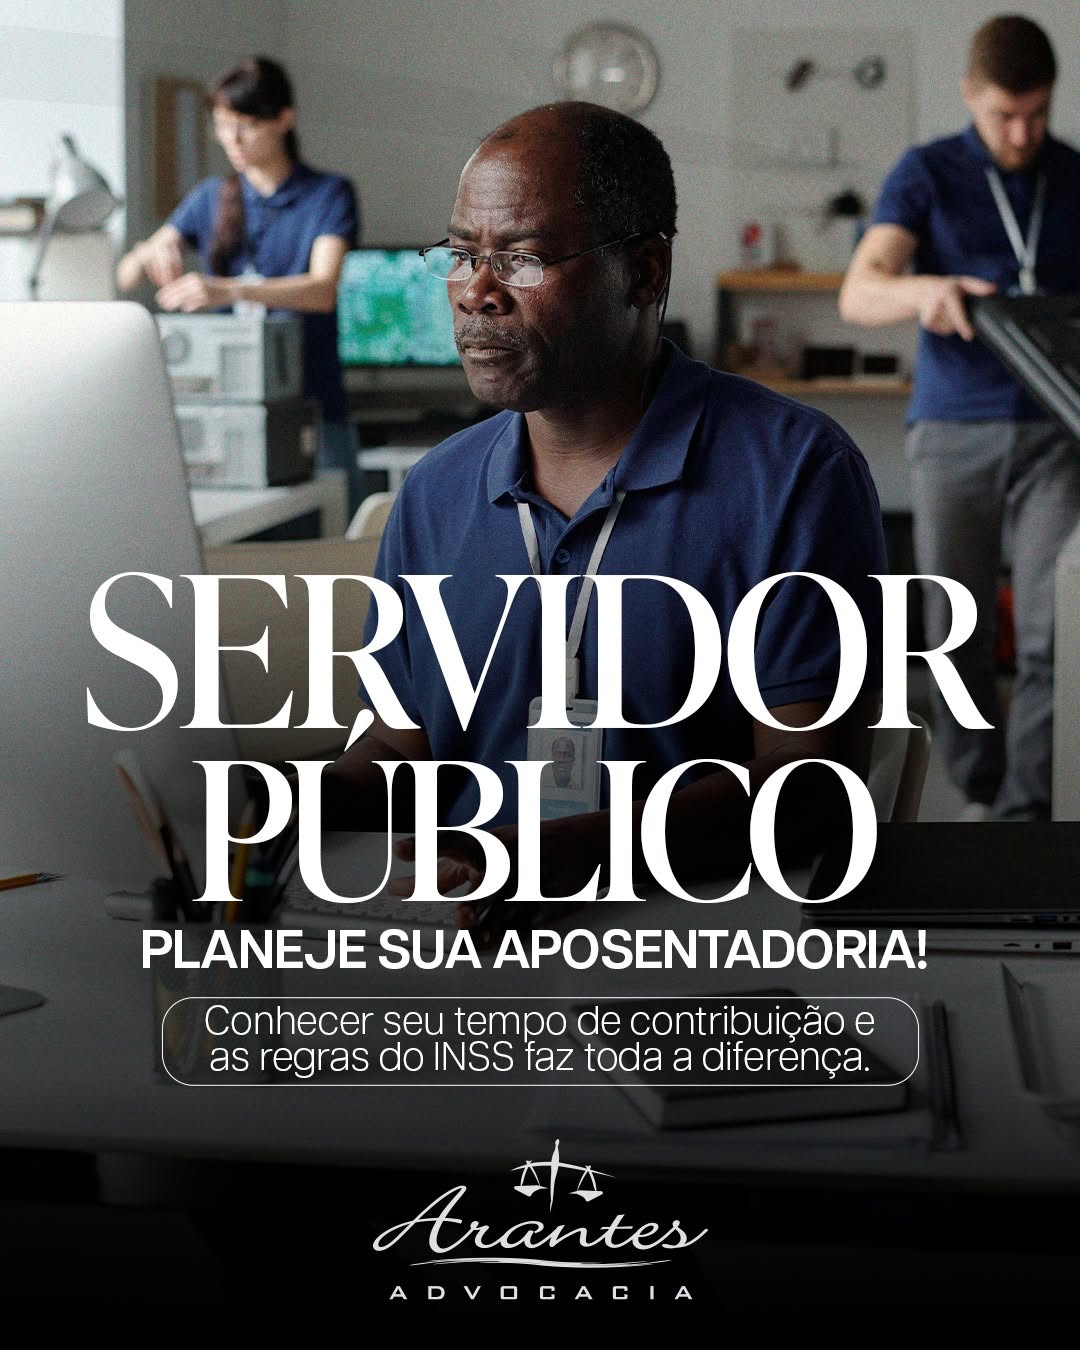 SERVIDOR
PÚBLICO
PLANEJE SUA APOSENTADORIA!
Conhecer seu tempo de contribuição e
as regras do INSS faz toda a diferença.
Arantes
ADVOCACIA